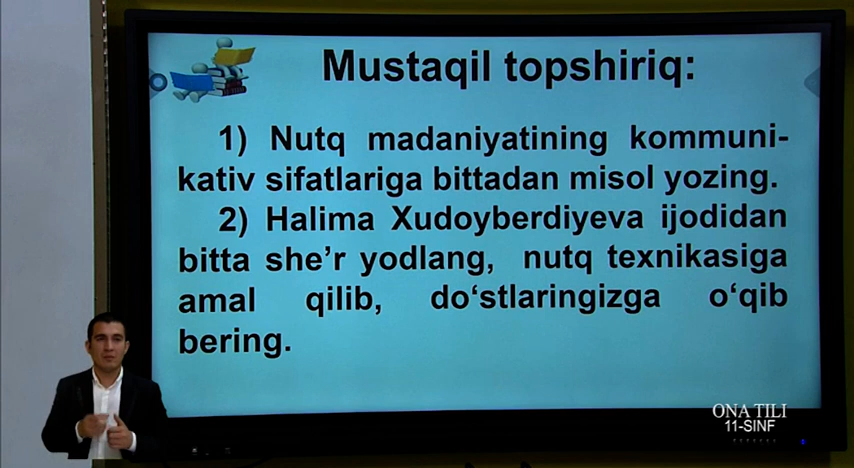 Mustaqil topshiriq:
1) Nutq madaniyatining kommuni-
kativ sifatlariga bittadan misol yozing.
2) Halima Xudoyberdiyeva ijodidan
bitta she’r yodlang, nutq texnikasiga
amal qilib, do‘stlaringizga o‘qib
bering.
ONA TILI
11-SINF